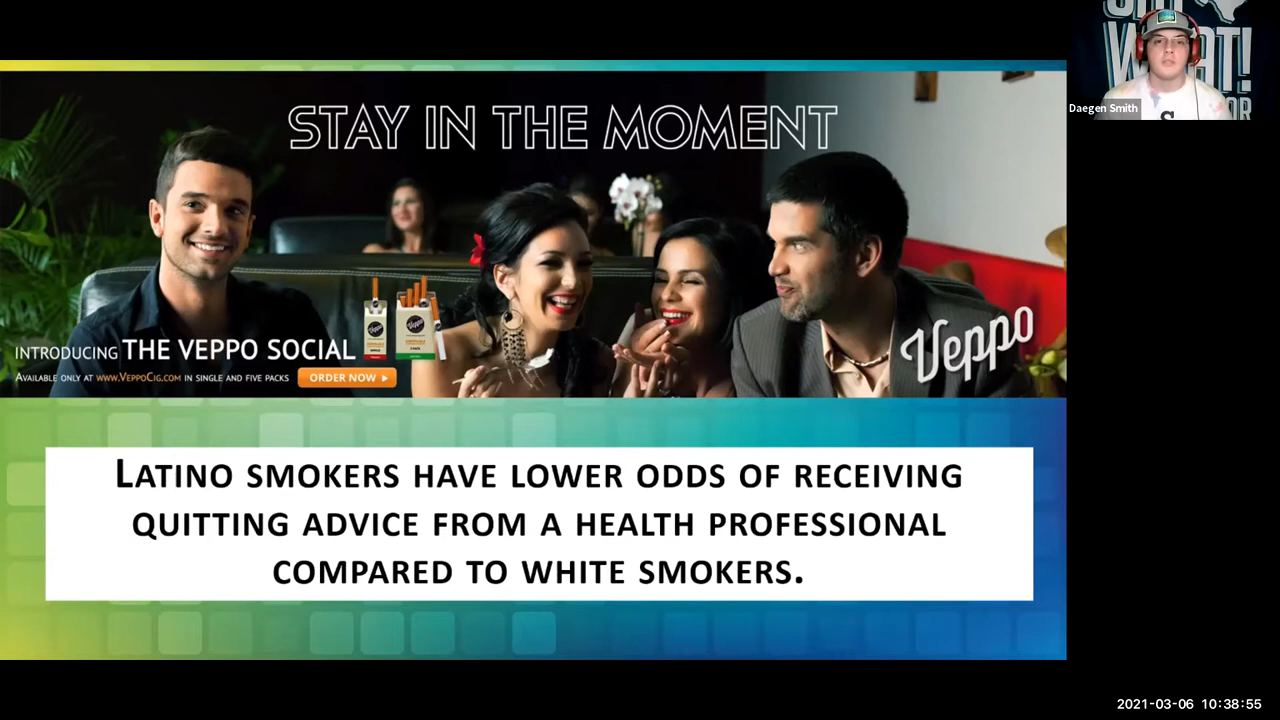 STAY IN THE MOMENT
INTRODUCING THE VEPPO SOCIAL
AVAILABLE ONLY AT WWW.VEPPOCIG.COM IN SINGLE AND FIVE PACKS
ORDER NOW
Veppo
LATINO SMOKERS HAVE LOWER ODDS OF RECEIVING
QUITTING ADVICE FROM A HEALTH PROFESSIONAL
COMPARED TO WHITE SMOKERS.
Daegen Smith
2021-03-06 10:38:55